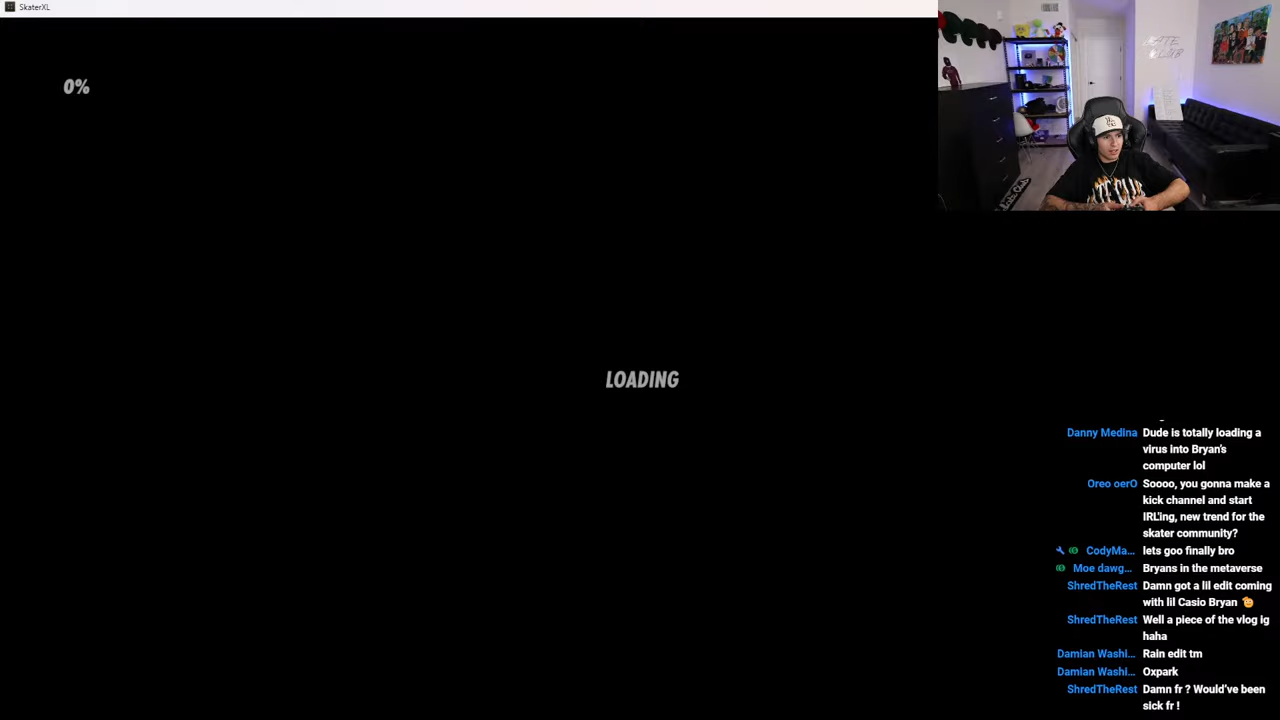 SkaterXL
0%
LOADING
Danny Medina Dude is totally loading a
virus into Bryan's
computer lol
Oreo oerO Soooo, you gonna make a
kick channel and start
IRL'ing, new trend for the
skater community?
CodyMa... lets goo finally bro
Moe dawg... Bryans in the metaverse
ShredTheRest Damn got a lil edit coming
with lil Casio Bryan
ShredTheRest Well a piece of the vlog ig
haha
Damian Washi... Rain edit tm
Damian Washi... Oxpark
ShredTheRest Damn fr ? Would've been
sick fr !